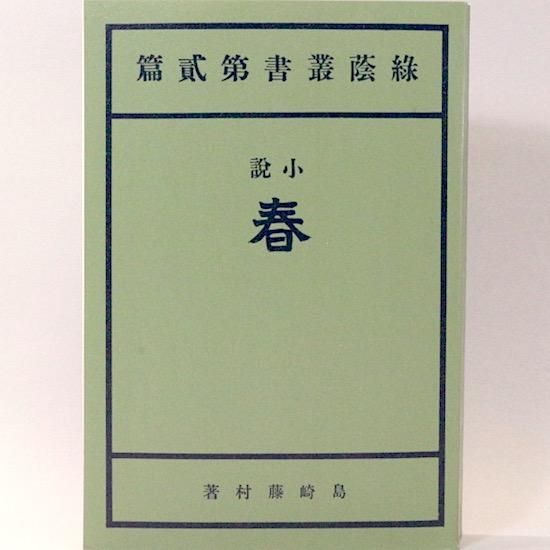 綠蔭叢書第貳篇
小說
春
島崎藤村著